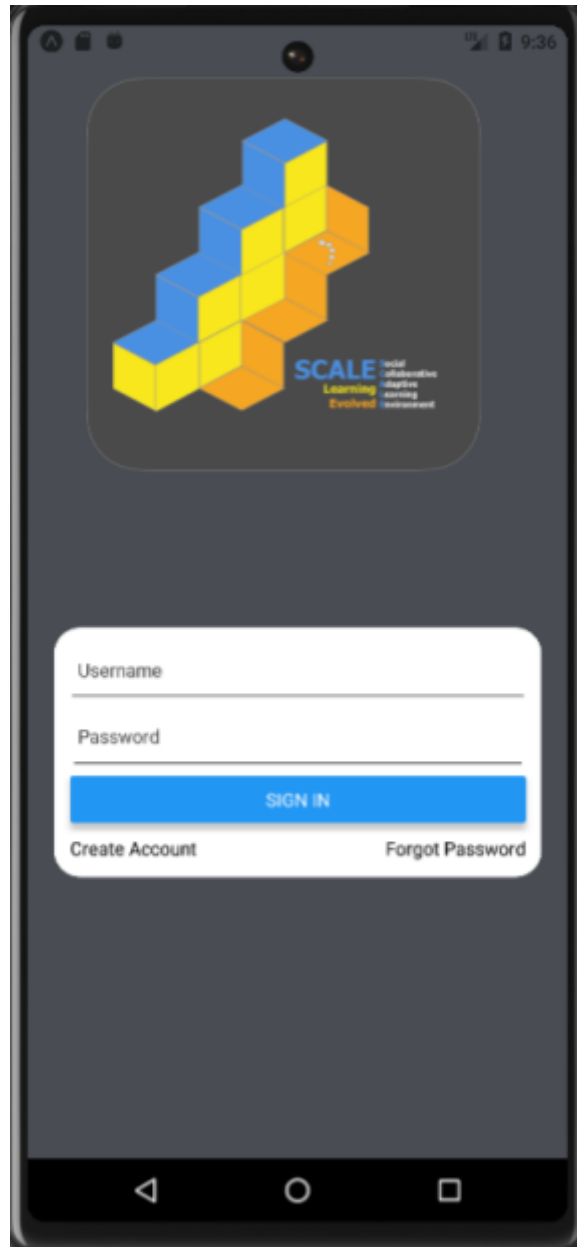 9:36
SCALE
Social
Collaborative
Adaptive
Learning
Environment
Learning
Evolved
Username
Password
SIGN IN
Create Account Forgot Password